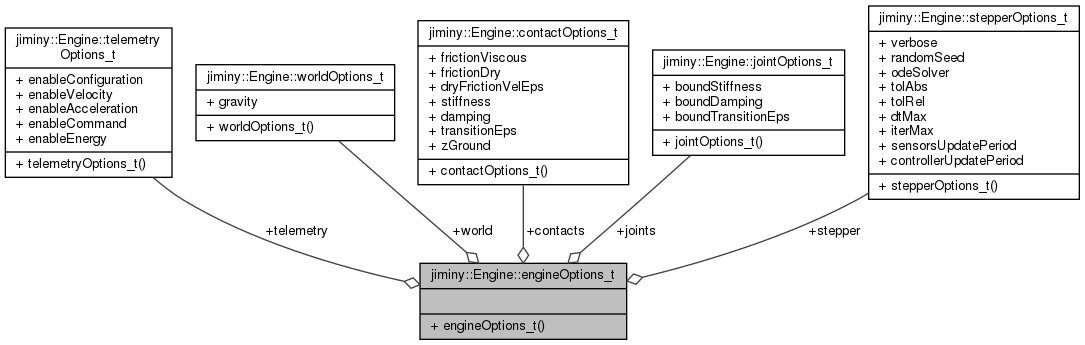 jiminy::Engine::telemetry
Options_t
+ enableConfiguration
+ enableVelocity
+ enableAcceleration
+ enableCommand
+ enableEnergy
+ telemetryOptions_t()
jiminy::Engine::worldOptions_t
+ gravity
+ worldOptions_t()
jiminy::Engine::contactOptions_t
+ frictionViscous
+ frictionDry
+ dryFrictionVelEps
+ stiffness
+ damping
+ transitionEps
+ zGround
+ contactOptions_t()
jiminy::Engine::jointOptions_t
+ boundStiffness
+ boundDamping
+ boundTransitionEps
+ jointOptions_t()
jiminy::Engine::stepperOptions_t
+ verbose
+ randomSeed
+ odeSolver
+ tolAbs
+ tolRel
+ dtMax
+ iterMax
+ sensorsUpdatePeriod
+ controllerUpdatePeriod
+ stepperOptions_t()
+telemetry
+world
+contacts
+joints
+stepper
jiminy::Engine::engineOptions_t
+ engineOptions_t()